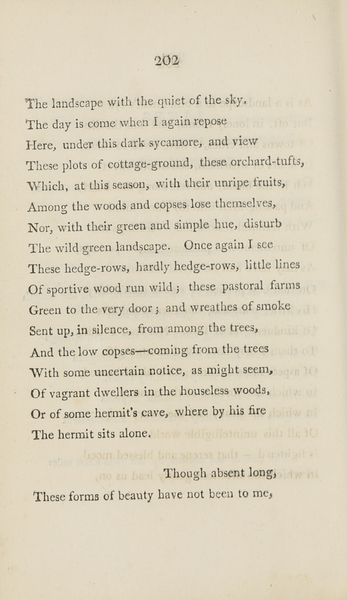 202
The landscape with the quiet of the sky.
The day is come when I again repose
Here, under this dark sycamore, and view
These plots of cottage-ground, these orchard-tufts,
Which, at this season, with their unripe fruits,
Among the woods and copses lose themselves,
Nor, with their green and simple hue, disturb
The wild green landscape. Once again I see
These hedge-rows, hardly hedge-rows, little lines
Of sportive wood run wild; these pastoral farms
Green to the very door; and wreathes of smoke
Sent up, in silence, from among the trees,
And the low copses—coming from the trees
With some uncertain notice, as might seem,
Of vagrant dwellers in the houseless woods,
Or of some hermit's cave, where by his fire
The hermit sits alone.
Though absent long,
These forms of beauty have not been to me,